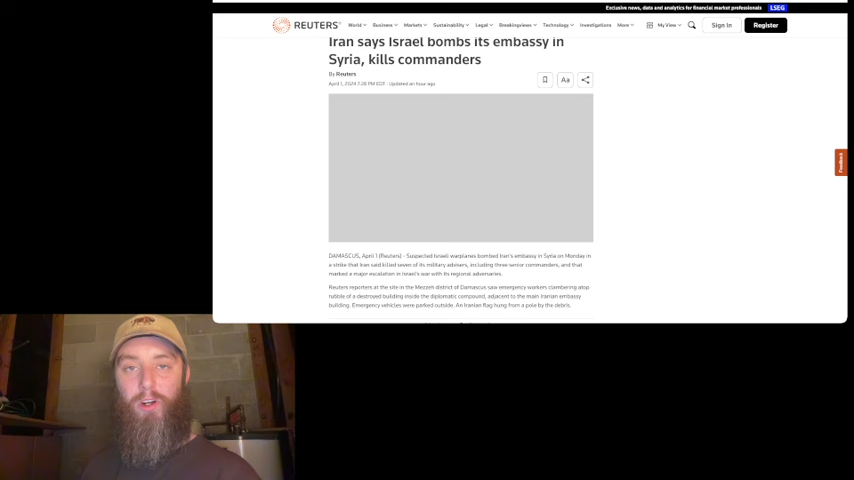 Exclusive news, data and analytics for financial market professionals LSEG
REUTERS World Business Markets Sustainability Legal Breakingviews Technology Investigations More My View Sign In Register
Iran says Israel bombs its embassy in
Syria, kills commanders
By Reuters
April 1, 2024 7:28 PM EDT · Updated an hour ago
Aa
Feedback
DAMASCUS, April 1 (Reuters) - Suspected Israeli warplanes bombed Iran's embassy in Syria on Monday in
a strike that Iran said killed seven of its military advisers, including three senior commanders, and that
marked a major escalation in Israel's war with its regional adversaries.
Reuters reporters at the site in the Mezzeh district of Damascus saw emergency workers clambering atop
rubble of a destroyed building inside the diplomatic compound, adjacent to the main Iranian embassy
building. Emergency vehicles were parked outside. An Iranian flag hung from a pole by the debris.